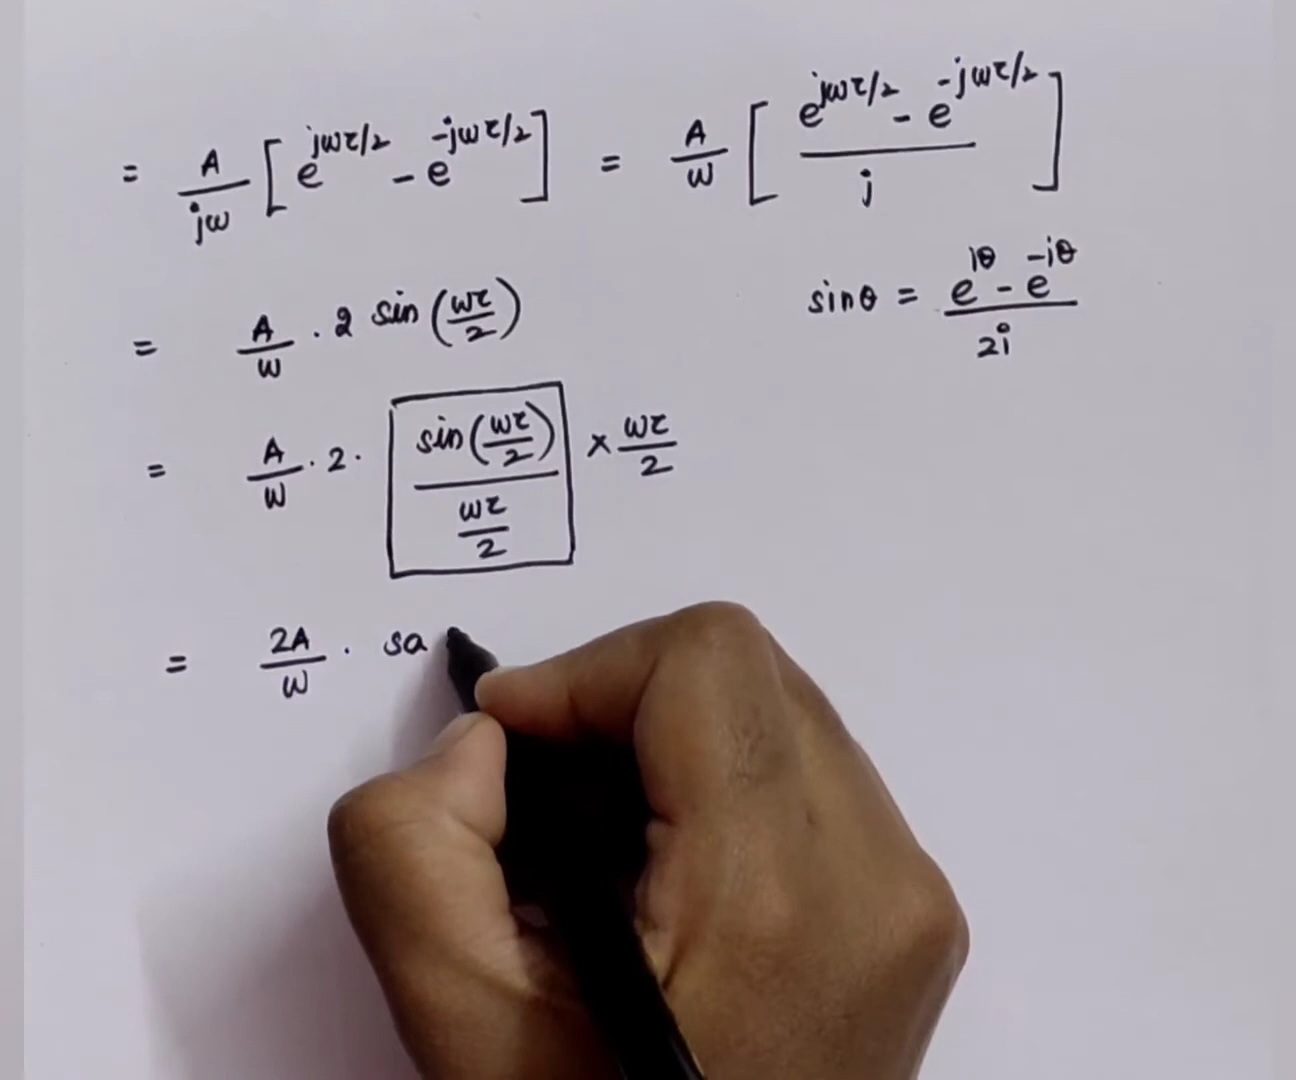 = A/jω [e^{jωτ/2} - e^{-jωτ/2}] = A/ω [(e^{jωτ/2} - e^{-jωτ/2})/j]
sinθ = (e^{iθ} - e^{-iθ})/2i
= A/ω · 2 sin(ωτ/2)
= A/ω · 2 · sin(ωτ/2)/(ωτ/2) × ωτ/2
= 2A/ω · sa